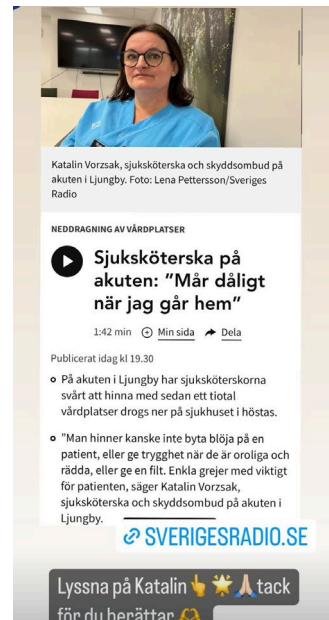 Katalin Vorzsak, sjuksköterska och skyddsombud på
akuten i Ljungby. Foto: Lena Pettersson/Sveriges
Radio
NEDDRAGNING AV VÅRDPLATSER
Sjuksköterska på
akuten: ”Mår dåligt
när jag går hem”
1:42 min Min sida Dela
Publicerat idag kl 19.30
På akuten i Ljungby har sjuksköterskorna
svårt att hinna med sedan ett tiotal
vårdplatser drogs ner på sjukhuset i höstas.
”Man hinner kanske inte byta blöja på en
patient, eller ge trygghet när de är oroliga och
rädda, eller ge en filt. Enkla grejer med viktigt
för patienten, säger Katalin Vorzsak,
sjuksköterska och skyddsombud på akuten i
Ljungby.
SVERIGESRADIO.SE
Lyssna på Katalin👆🌟🙏🏻tack
för du berättar